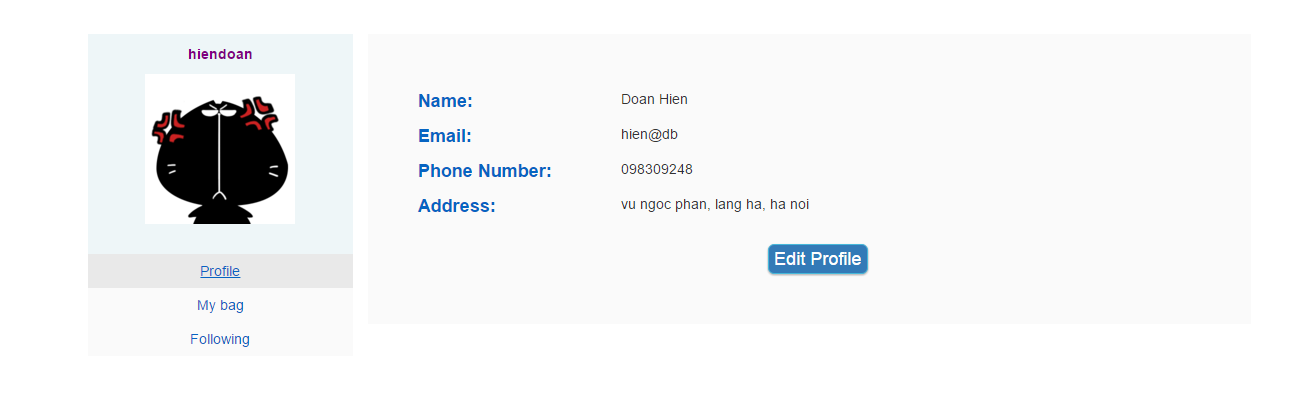 hiendoan
Profile
My bag
Following
Name: Doan Hien
Email: hien@db
Phone Number: 098309248
Address: vu ngoc phan, lang ha, ha noi
Edit Profile